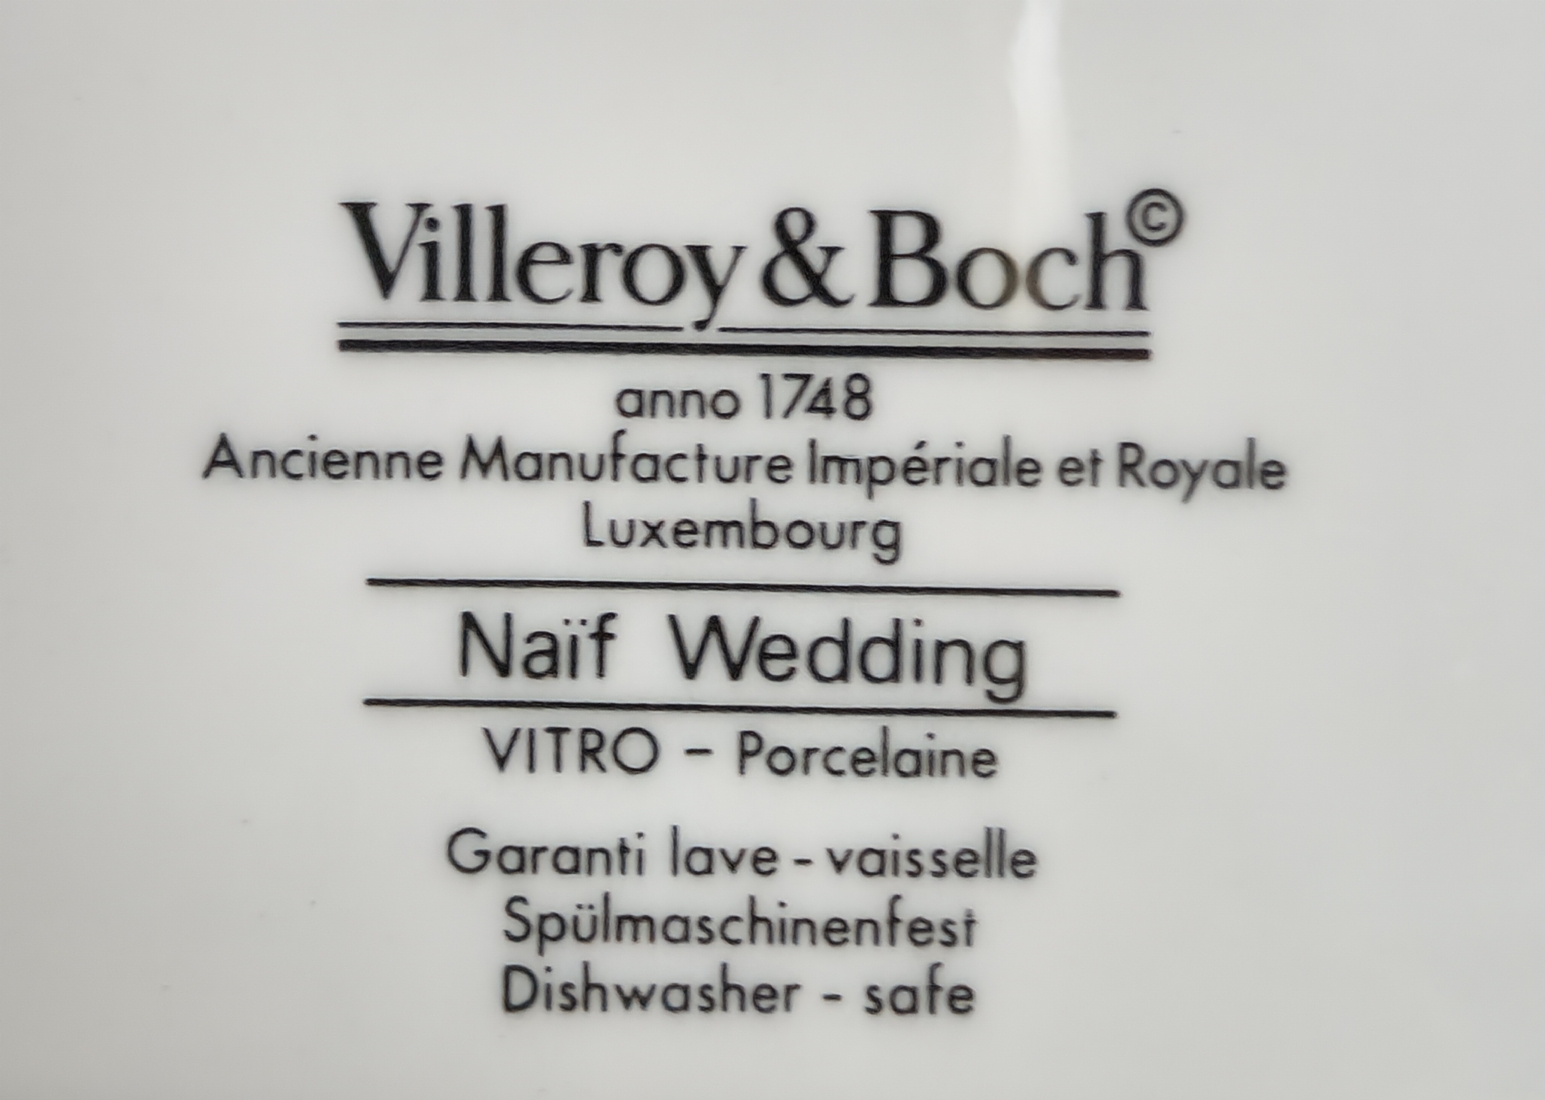 Villeroy & Boch©
anno 1748
Ancienne Manufacture Impériale et Royale
Luxembourg
Naïf Wedding
VITRO – Porcelaine
Garanti lave - vaisselle
Spülmaschinenfest
Dishwasher - safe